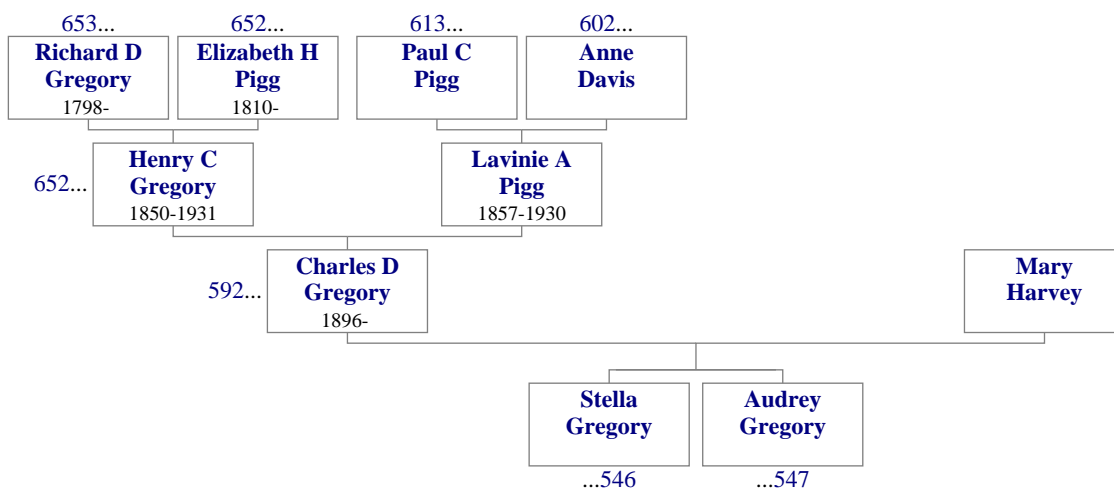 653...
652...
613...
602...
Richard D
Gregory
1798-
Elizabeth H
Pigg
1810-
Paul C
Pigg
Anne
Davis
652...
Henry C
Gregory
1850-1931
Lavinie A
Pigg
1857-1930
592...
Charles D
Gregory
1896-
Mary
Harvey
Stella
Gregory
Audrey
Gregory
...546
...547